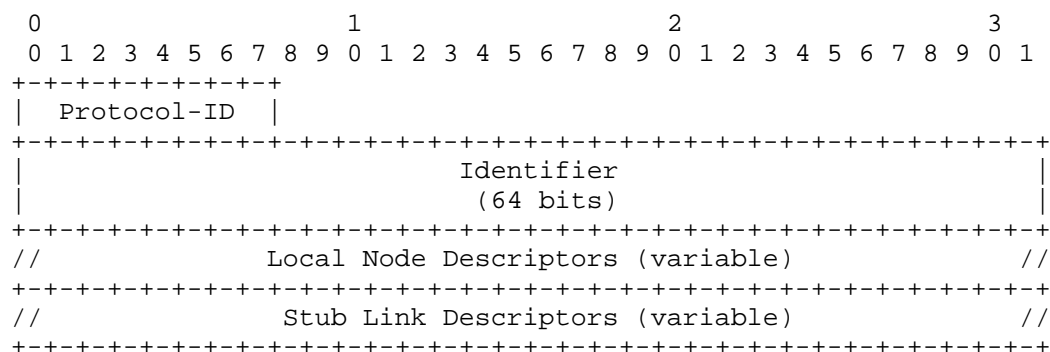 0                   1                   2                   3
 0 1 2 3 4 5 6 7 8 9 0 1 2 3 4 5 6 7 8 9 0 1 2 3 4 5 6 7 8 9 0 1
+-+-+-+-+-+-+-+-+
|  Protocol-ID  |
+-+-+-+-+-+-+-+-+-+-+-+-+-+-+-+-+-+-+-+-+-+-+-+-+-+-+-+-+-+-+-+-+
|                           Identifier                          |
|                            (64 bits)                          |
+-+-+-+-+-+-+-+-+-+-+-+-+-+-+-+-+-+-+-+-+-+-+-+-+-+-+-+-+-+-+-+-+
//              Local Node Descriptors (variable)              //
+-+-+-+-+-+-+-+-+-+-+-+-+-+-+-+-+-+-+-+-+-+-+-+-+-+-+-+-+-+-+-+-+
//               Stub Link Descriptors (variable)              //
+-+-+-+-+-+-+-+-+-+-+-+-+-+-+-+-+-+-+-+-+-+-+-+-+-+-+-+-+-+-+-+-+